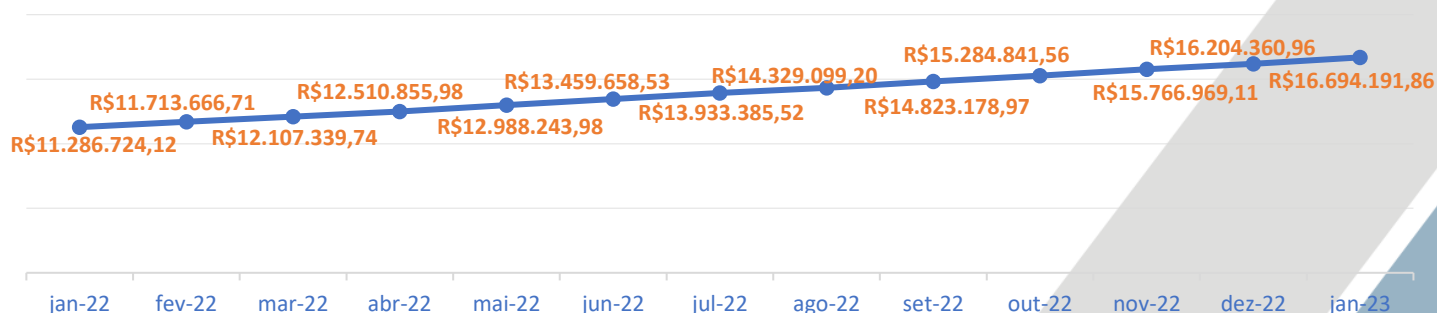 R$11.286.724,12
R$11.713.666,71
R$12.107.339,74
R$12.510.855,98
R$12.988.243,98
R$13.459.658,53
R$13.933.385,52
R$14.329.099,20
R$14.823.178,97
R$15.284.841,56
R$15.766.969,11
R$16.204.360,96
R$16.694.191,86
jan-22 fev-22 mar-22 abr-22 mai-22 jun-22 jul-22 ago-22 set-22 out-22 nov-22 dez-22 jan-23